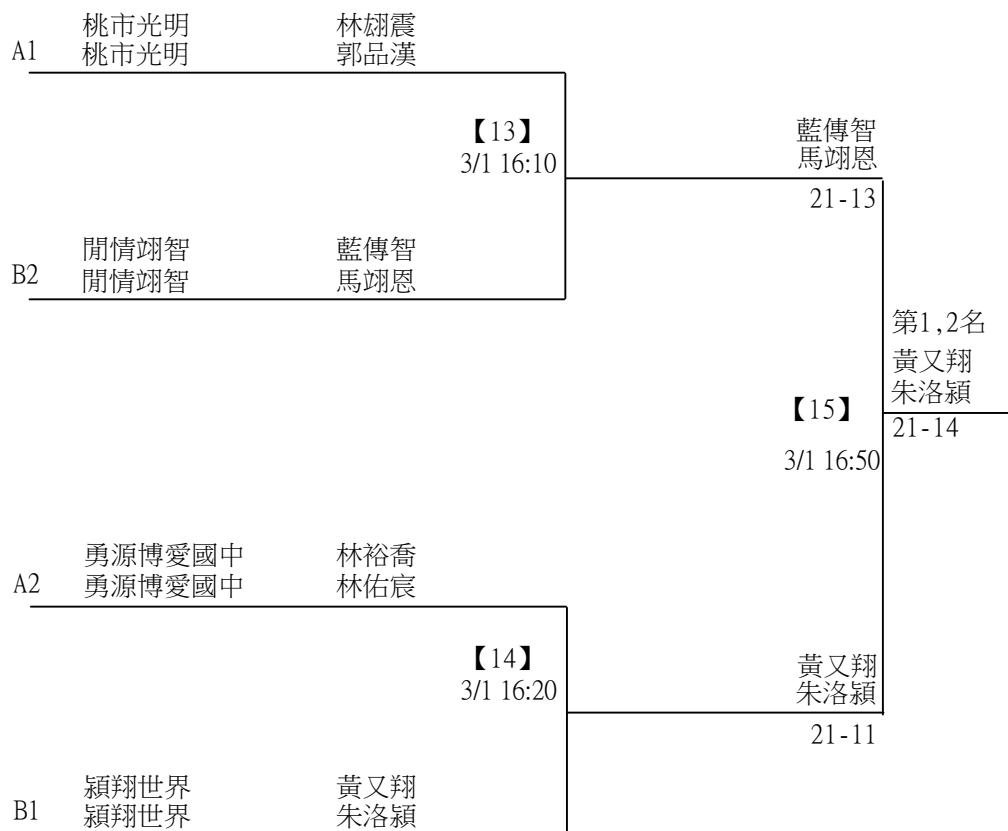 桃市光明 林翃震
A1 桃市光明 郭品漢
【13】
3/1 16:10
藍傳智
馬翊恩
21-13
閒情翊智 藍傳智
B2 閒情翊智 馬翊恩
第1,2名
黃又翔
朱洛潁
21-14
【15】
3/1 16:50
勇源博愛國中 林裕喬
A2 勇源博愛國中 林佑宸
【14】
3/1 16:20
黃又翔
朱洛潁
21-11
潁翔世界 黃又翔
B1 潁翔世界 朱洛潁